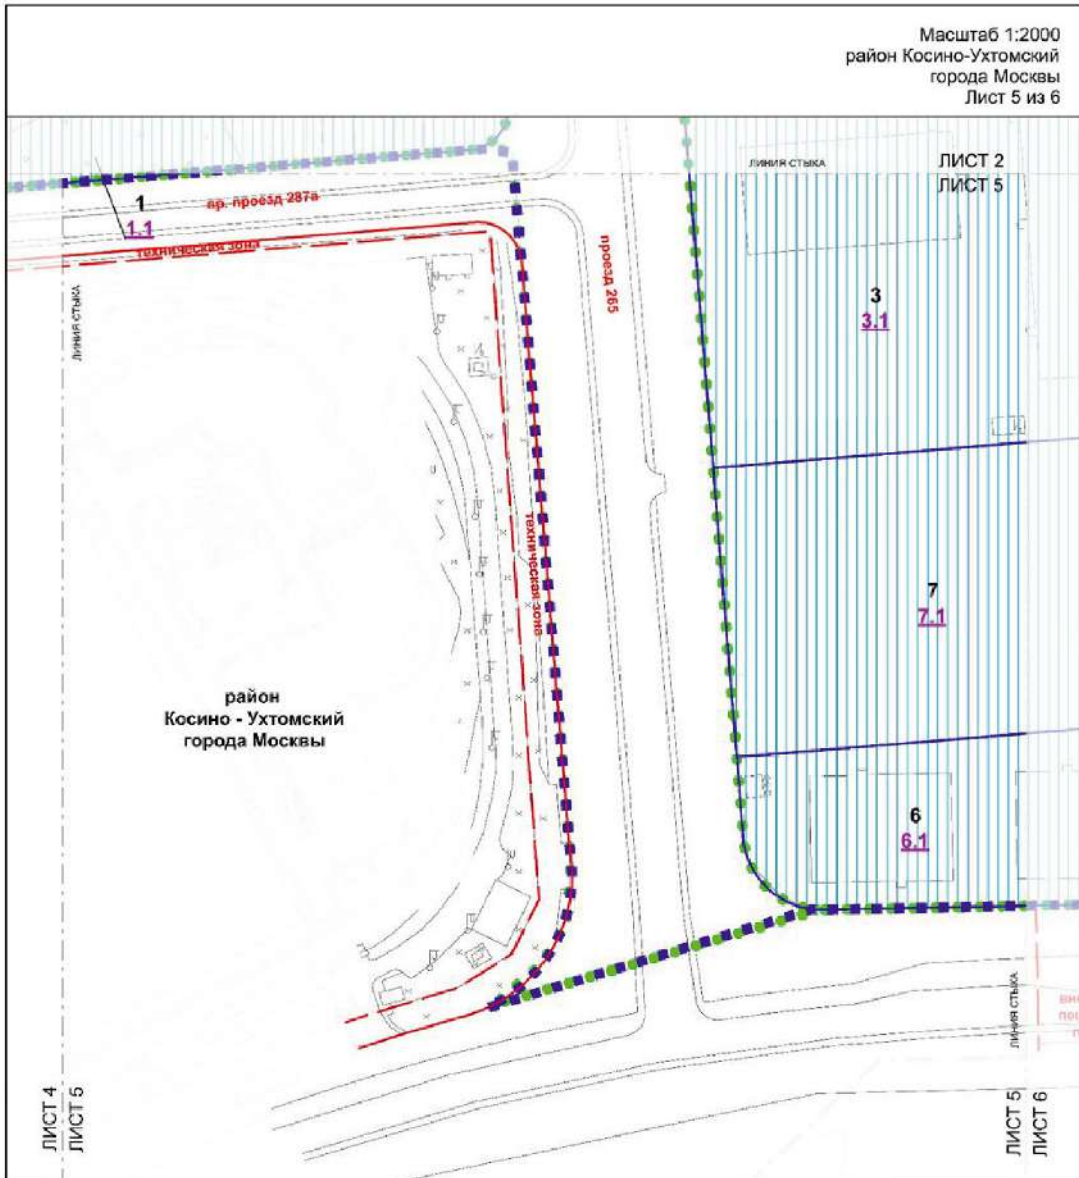 Масштаб 1:2000
район Косино-Ухтомский
города Москвы
Лист 5 из 6
ЛИНИЯ СТЫКА
ЛИСТ 2
ЛИСТ 5
1
1.1
пр. проезд 287а
техническая зона
проезд 265
ЛИНИЯ СТЫКА
3
3.1
техническая зона
7
7.1
район
Косино - Ухтомский
города Москвы
6
6.1
ЛИНИЯ СТЫКА
ЛИСТ 4
ЛИСТ 5
ЛИСТ 5
ЛИСТ 6